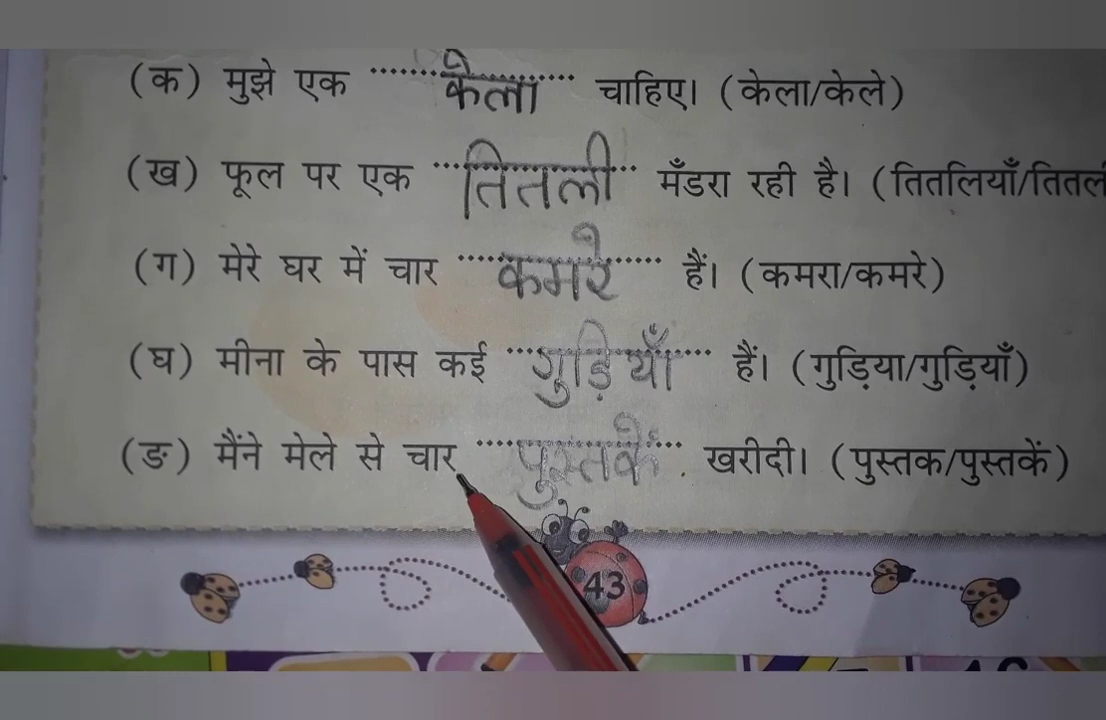 (क) मुझे एक केला चाहिए। (केला/केले)
(ख) फूल पर एक तितली मँडरा रही है। (तितलियाँ/तितली
(ग) मेरे घर में चार कमरे हैं। (कमरा/कमरे)
(घ) मीना के पास कई गुड़ियाँ हैं। (गुड़िया/गुड़ियाँ)
(ङ) मैंने मेले से चार पुस्तकें खरीदी। (पुस्तक/पुस्तकें)
43